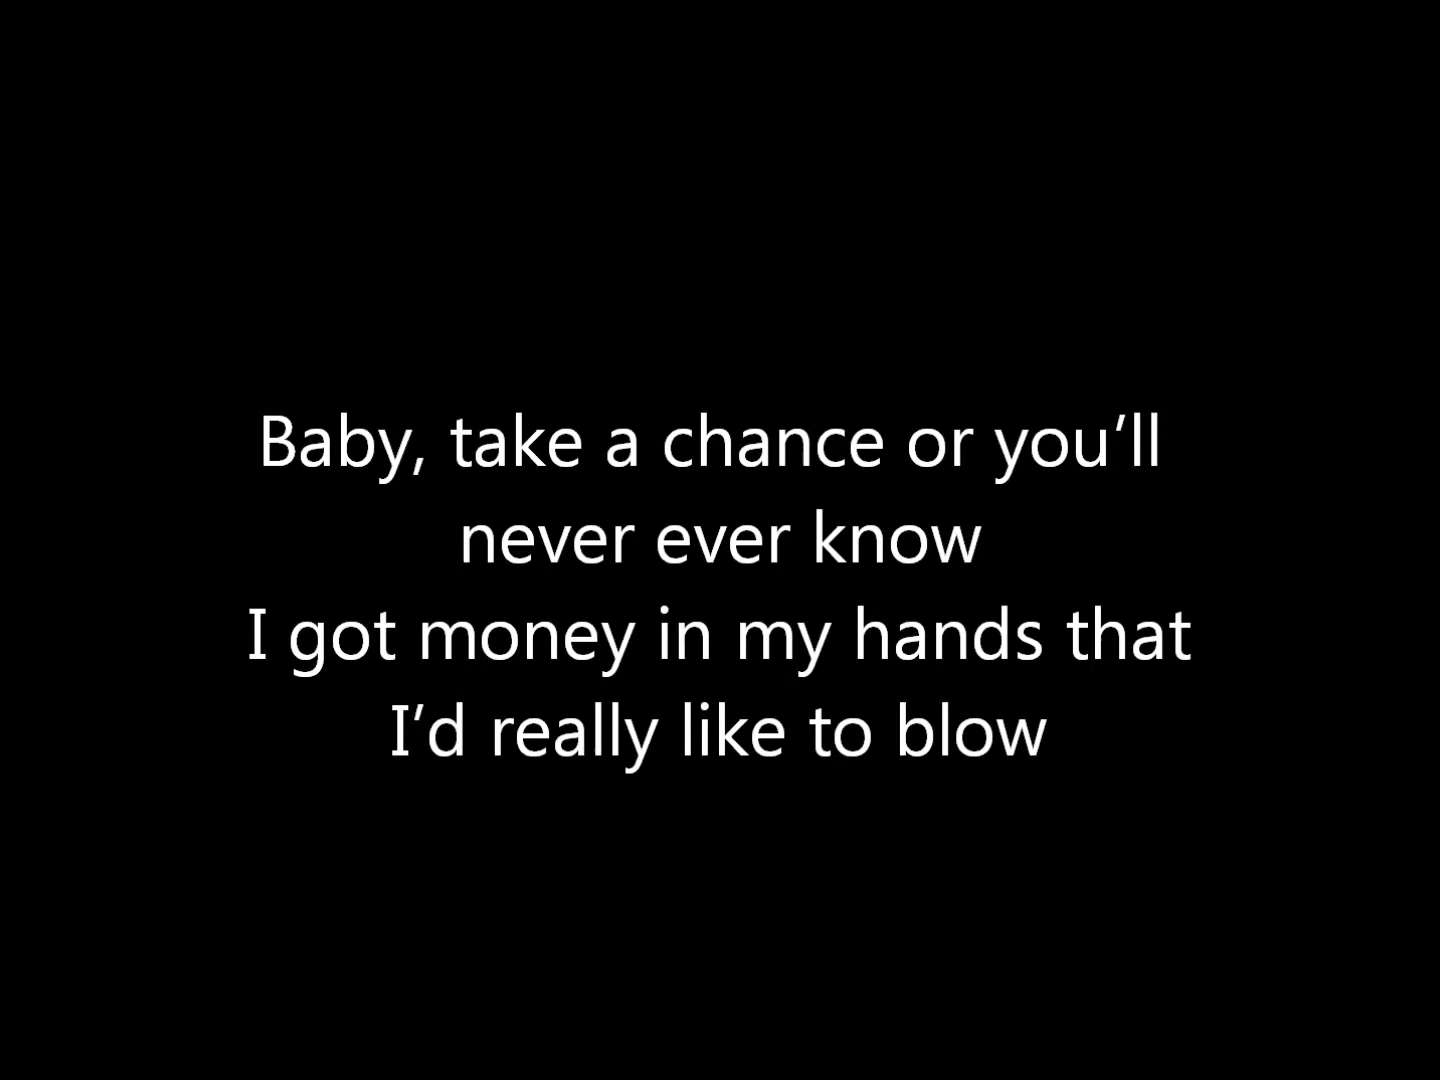 Baby, take a chance or you’ll
never ever know
I got money in my hands that
I’d really like to blow